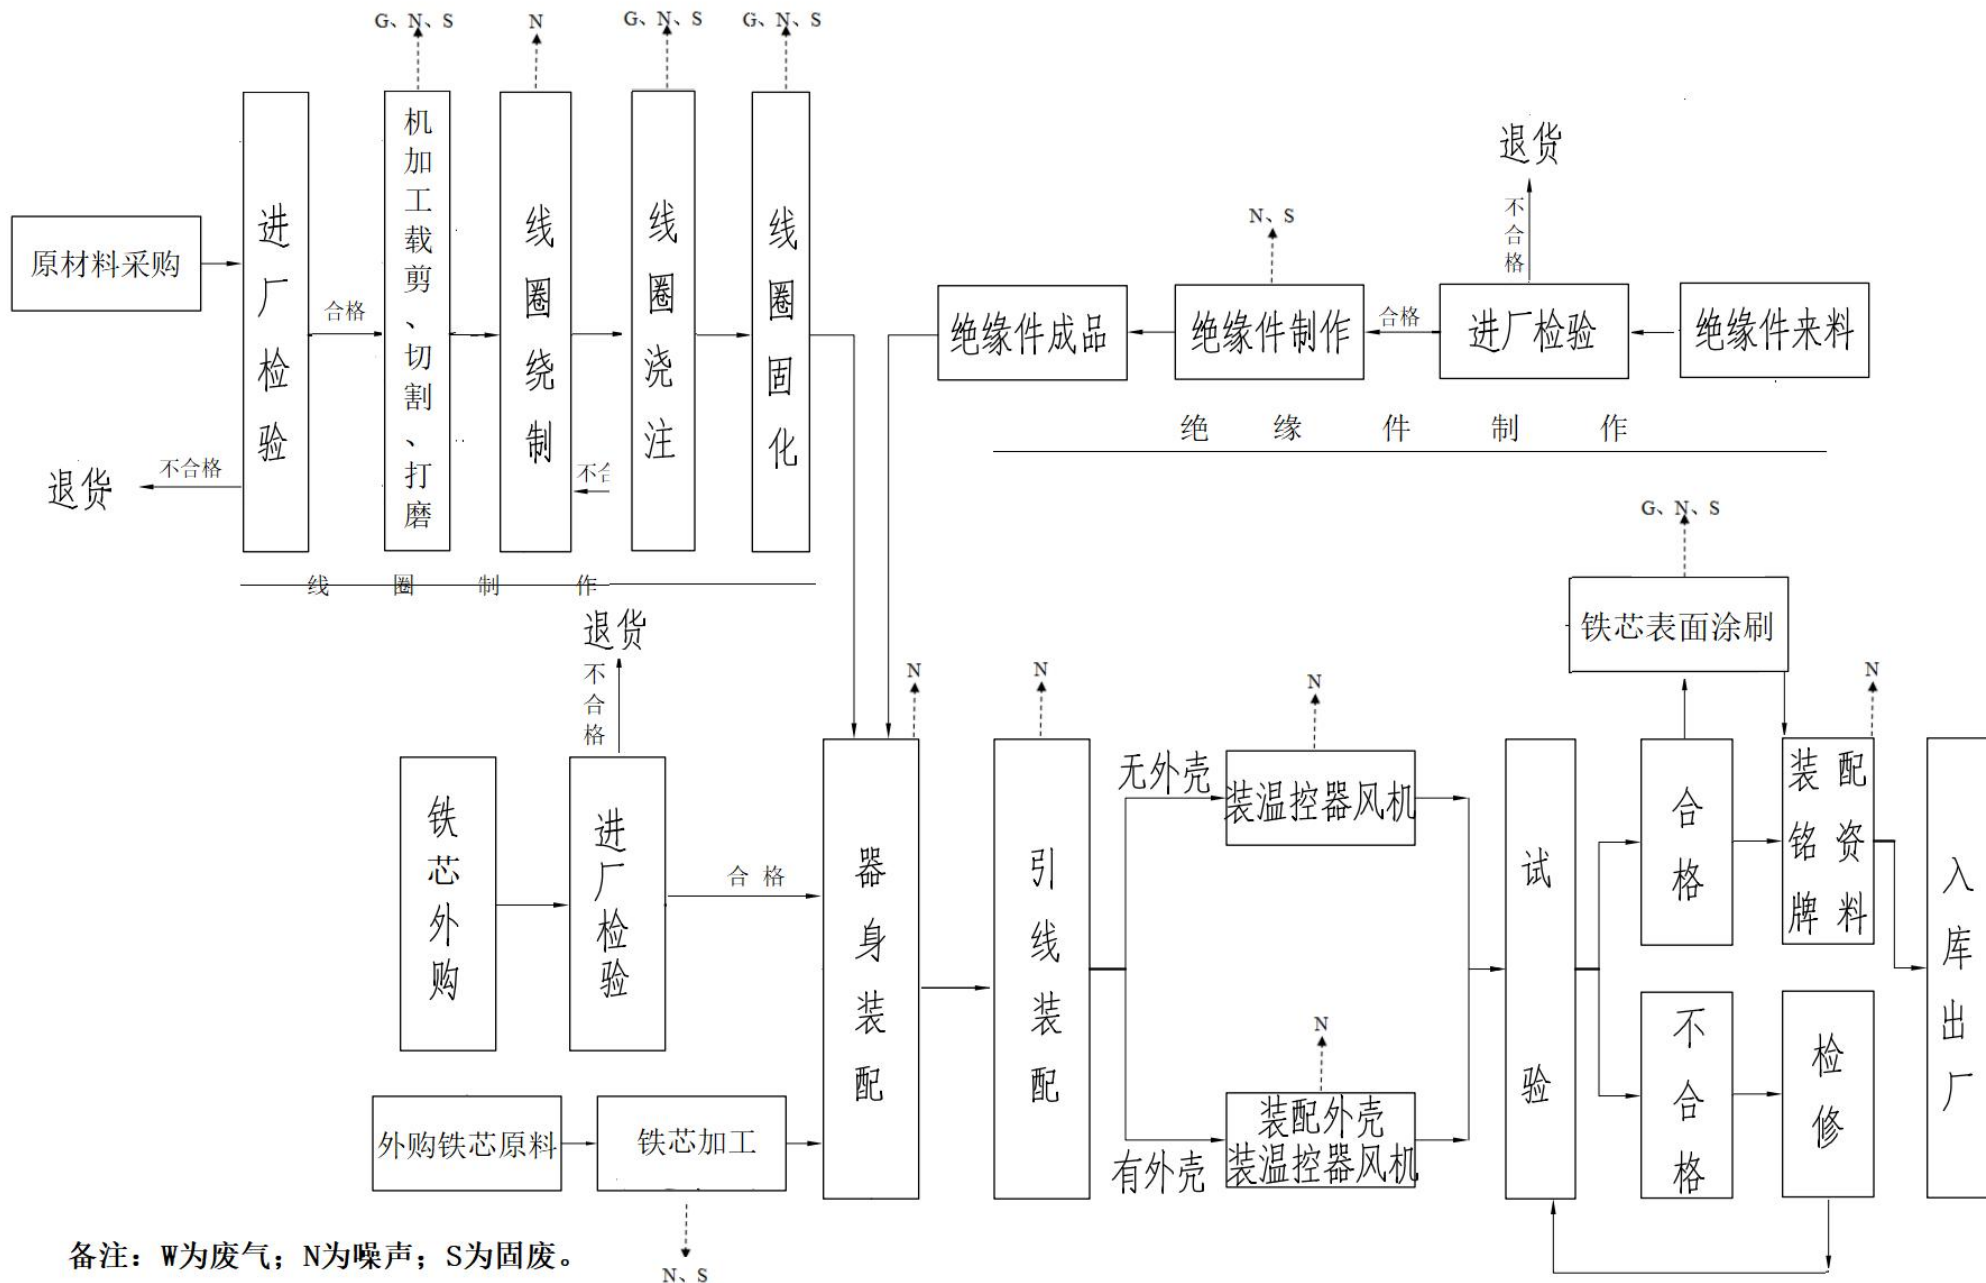 G、N、S
N
G、N、S
G、N、S
原材料采购
进厂检验
合格
不合格
退货
机加工载剪、切割、打磨
线圈绕制
线圈浇注
线圈固化
线圈制作
退货
不合格
N、S
绝缘件成品
绝缘件制作
合格
进厂检验
绝缘件来料
绝缘件制作
退货
不合格
铁芯外购
进厂检验
合格
外购铁芯原料
铁芯加工
N、S
N
器身装配
N
引线装配
无外壳
N
装温控器风机
有外壳
N
装配外壳
装温控器风机
试验
G、N、S
铁芯表面涂刷
合格
不合格
检修
N
装配
铭资
牌料
入库出厂
备注：W为废气；N为噪声；S为固废。